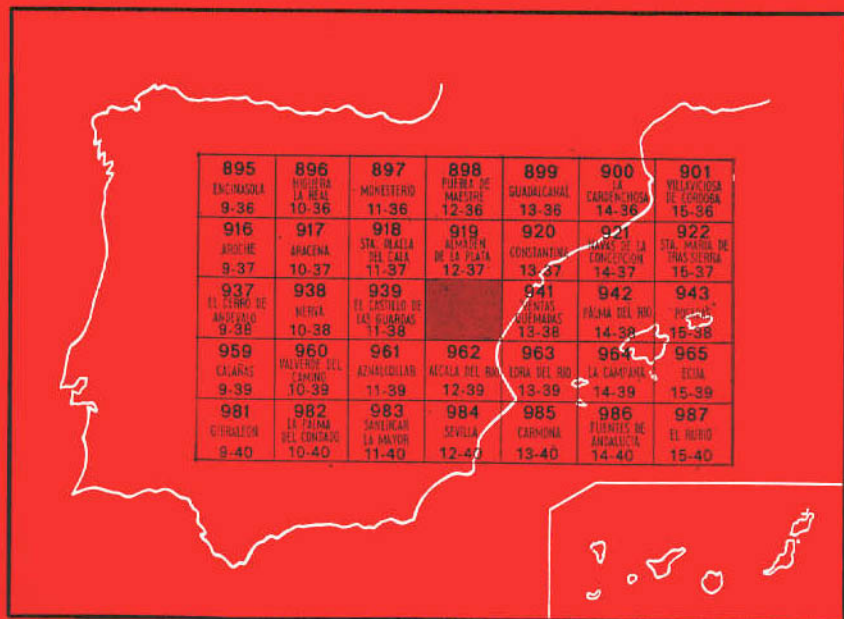 895 896 897 898 899 900 901
ENCINASOLA HIGUERA LA REAL MONESTERIO PUEBLA DE MAESTRE GUADALCANAL LA CARDENCHOSA VILLAVICIOSA DE CORDOBA
9-36 10-36 11-36 12-36 13-36 14-36 15-36
916 917 918 919 920 921 922
AROCHE ARACENA STA. OLALLA DEL CALA ALMADEN DE LA PLATA CONSTANTINA NAVAS DE LA CONCEPCION STA. MARIA DE TRASSIERRA
9-37 10-37 11-37 12-37 13-37 14-37 15-37
937 938 939 941 942 943
EL CERRO DE ANDEVALO NERVA EL CASTILLO DE LAS GUARDAS VENTAS QUEMADAS PALMA DEL RIO POSADAS
9-38 10-38 11-38 13-38 14-38 15-38
959 960 961 962 963 964 965
CALAÑAS VALVERDE DEL CAMINO AZNALCOLLAR ALCALA DEL RIO LORA DEL RIO LA CAMPANA ECIJA
9-39 10-39 11-39 12-39 13-39 14-39 15-39
981 982 983 984 985 986 987
GIBRALEON LA PALMA DEL CONDADO SANLUCAR LA MAYOR SEVILLA CARMONA FUENTES DE ANDALUCIA EL RUBIO
9-40 10-40 11-40 12-40 13-40 14-40 15-40